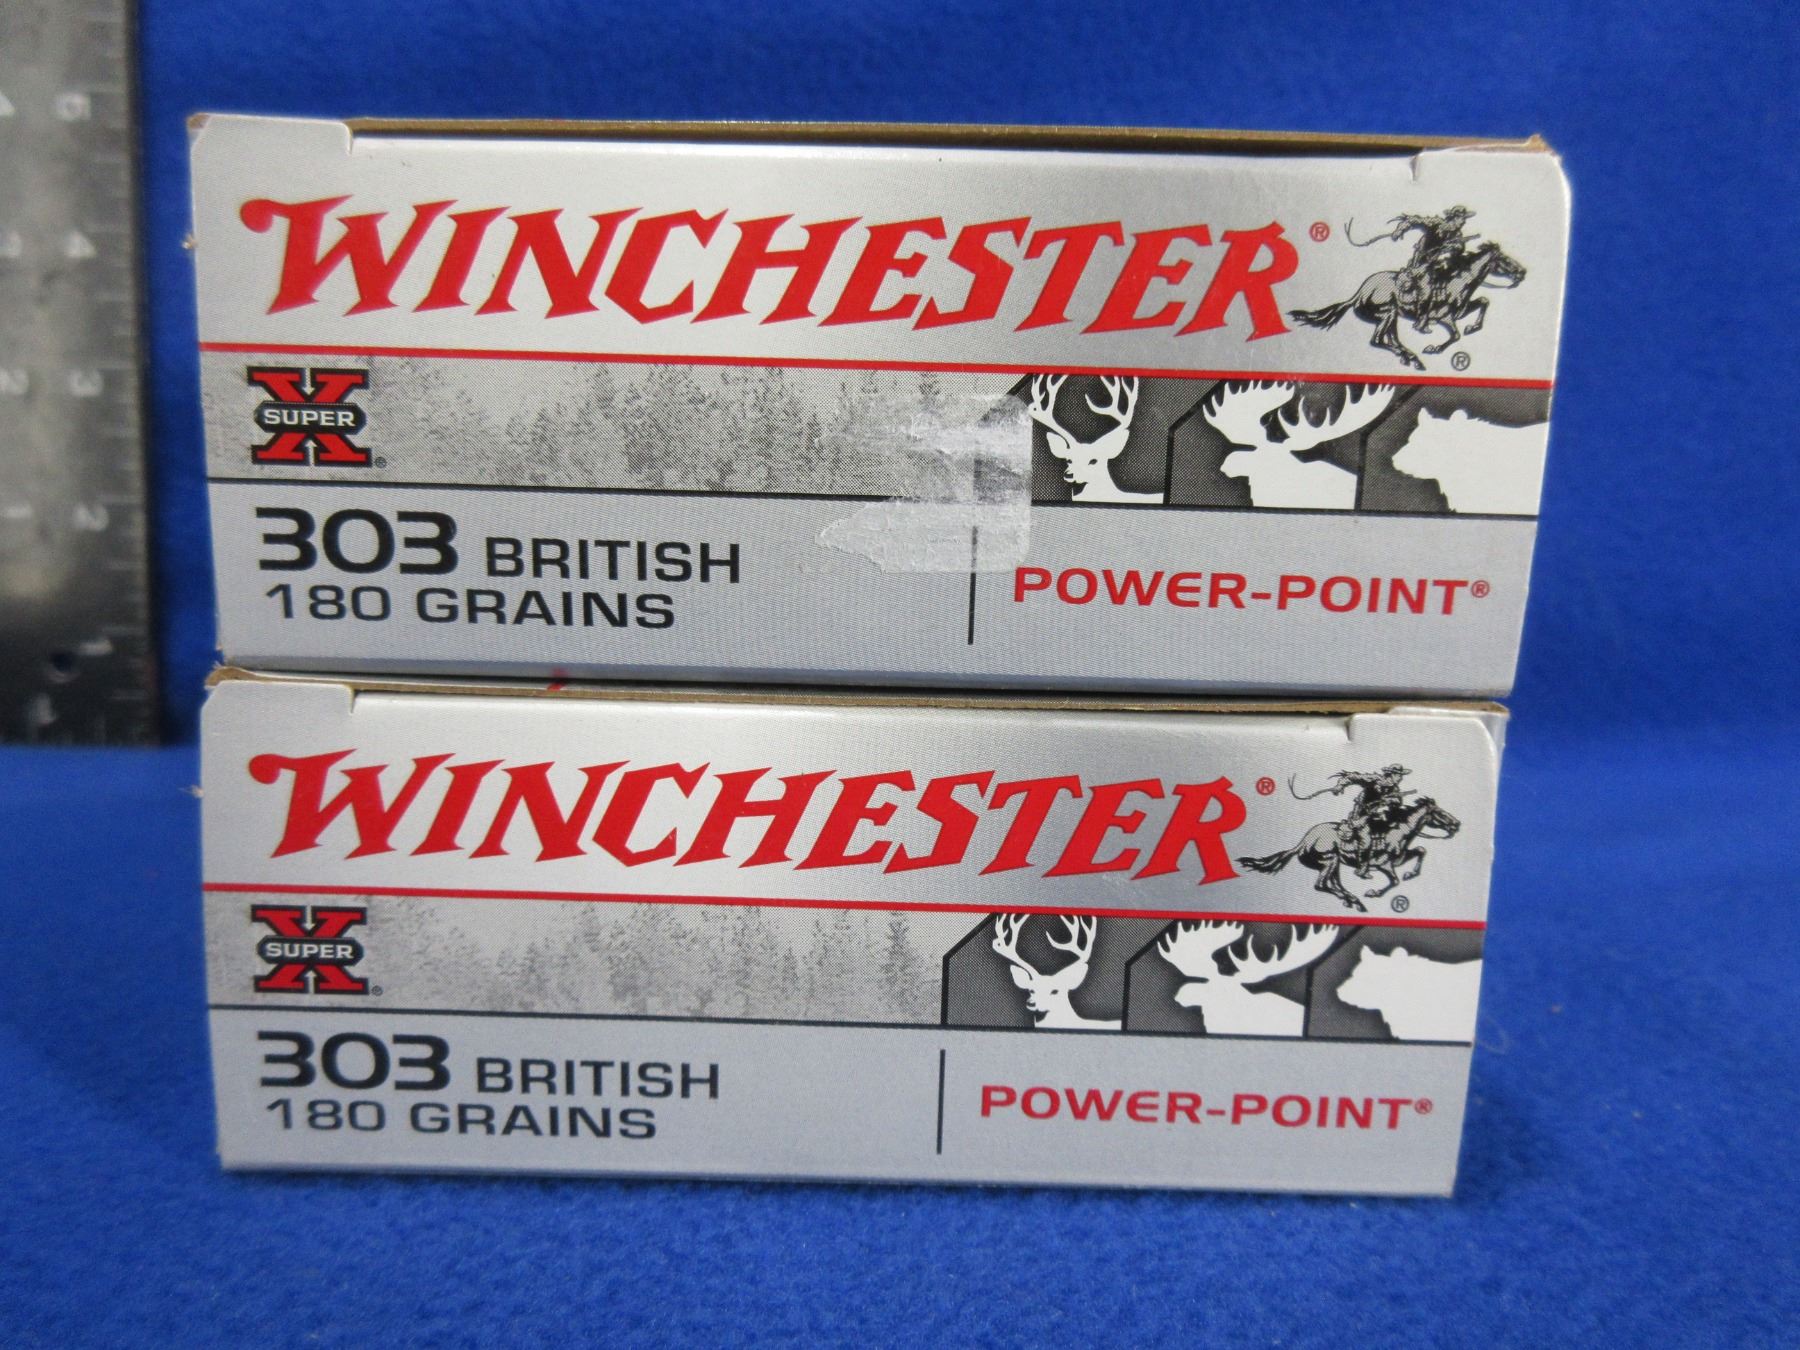 WINCHESTER®
®
SUPER X®
303 BRITISH
180 GRAINS
POWER-POINT®
WINCHESTER®
®
SUPER X®
303 BRITISH
180 GRAINS
POWER-POINT®